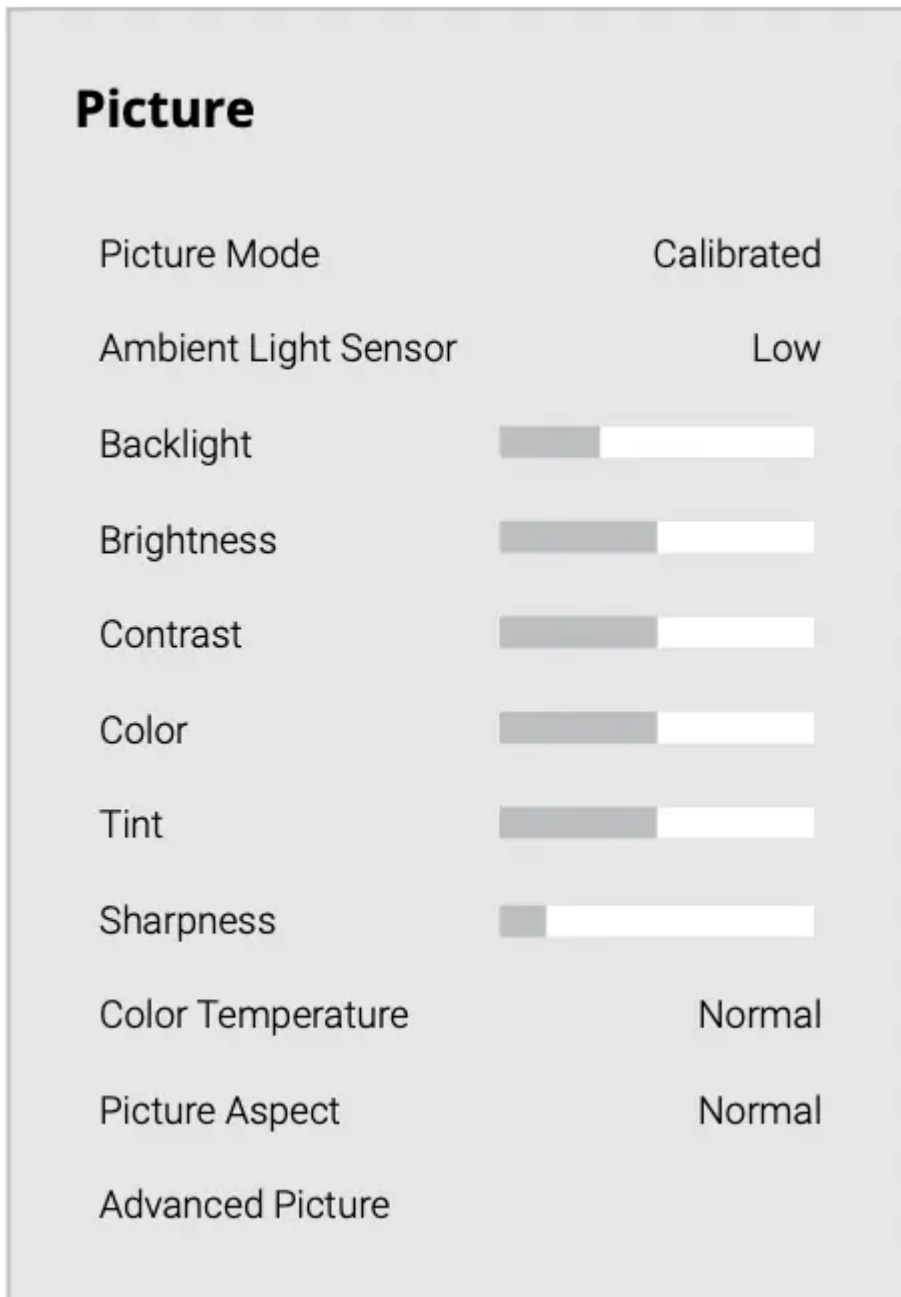 Picture
Picture Mode Calibrated
Ambient Light Sensor Low
Backlight
Brightness
Contrast
Color
Tint
Sharpness
Color Temperature Normal
Picture Aspect Normal
Advanced Picture